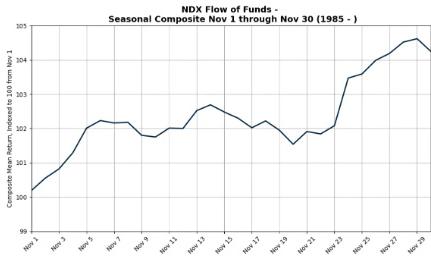 NDX Flow of Funds -
Seasonal Composite Nov 1 through Nov 30 (1985 - )
Composite Mean Return, Indexed to 100 from Nov 1
105
104
103
102
101
100
99
Nov 1
Nov 3
Nov 5
Nov 7
Nov 9
Nov 11
Nov 13
Nov 15
Nov 17
Nov 19
Nov 21
Nov 23
Nov 25
Nov 27
Nov 29